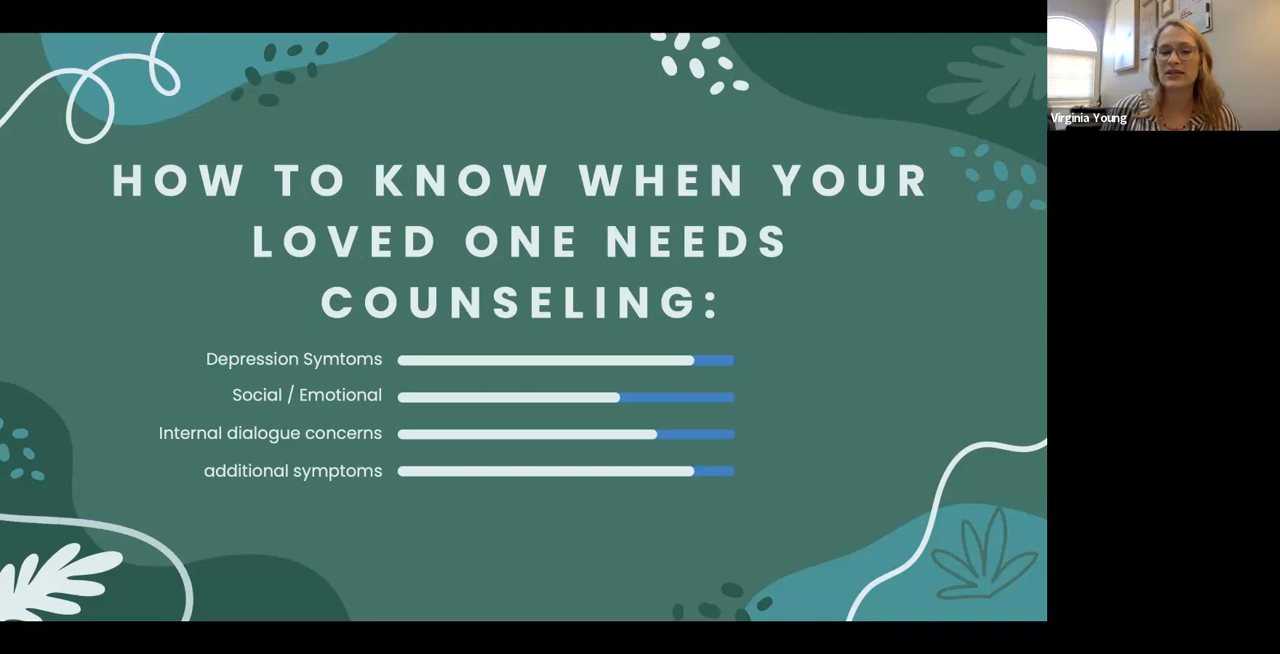 HOW TO KNOW WHEN YOUR
LOVED ONE NEEDS
COUNSELING:
Depression Symtoms
Social / Emotional
Internal dialogue concerns
additional symptoms
Virginia Young